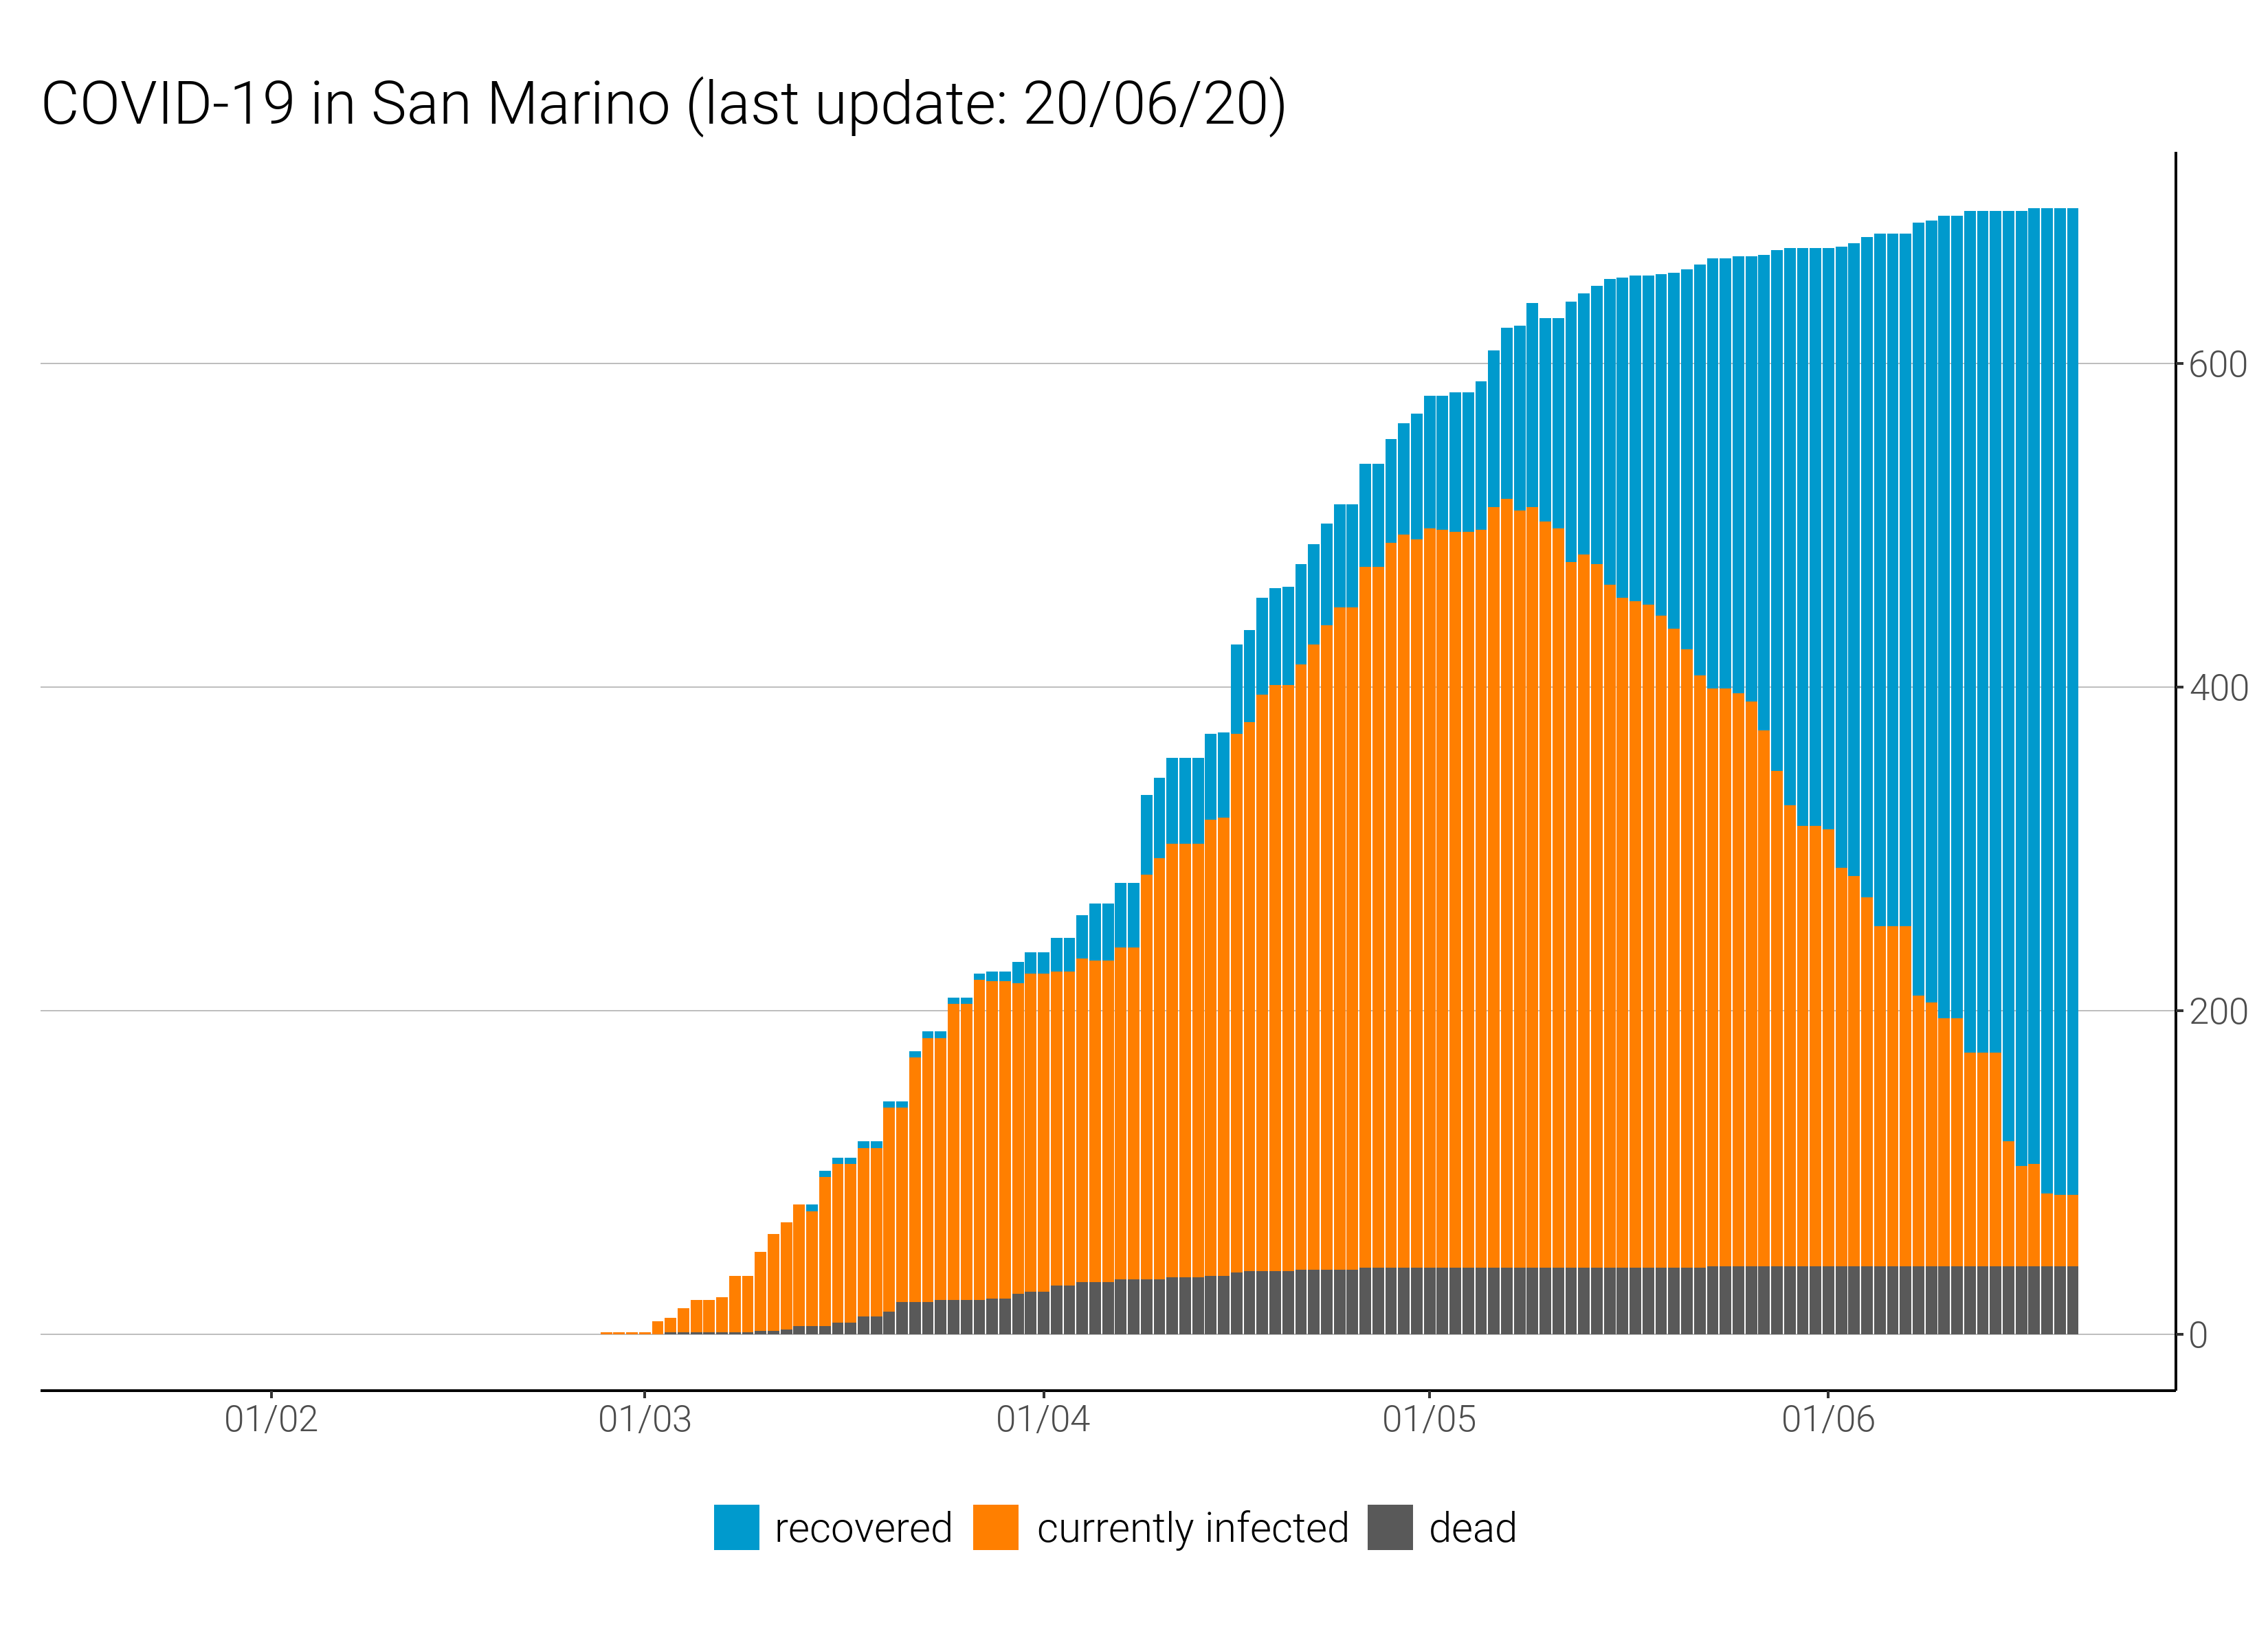 COVID-19 in San Marino (last update: 20/06/20)
600
400
200
0
01/02 01/03 01/04 01/05 01/06
recovered currently infected dead